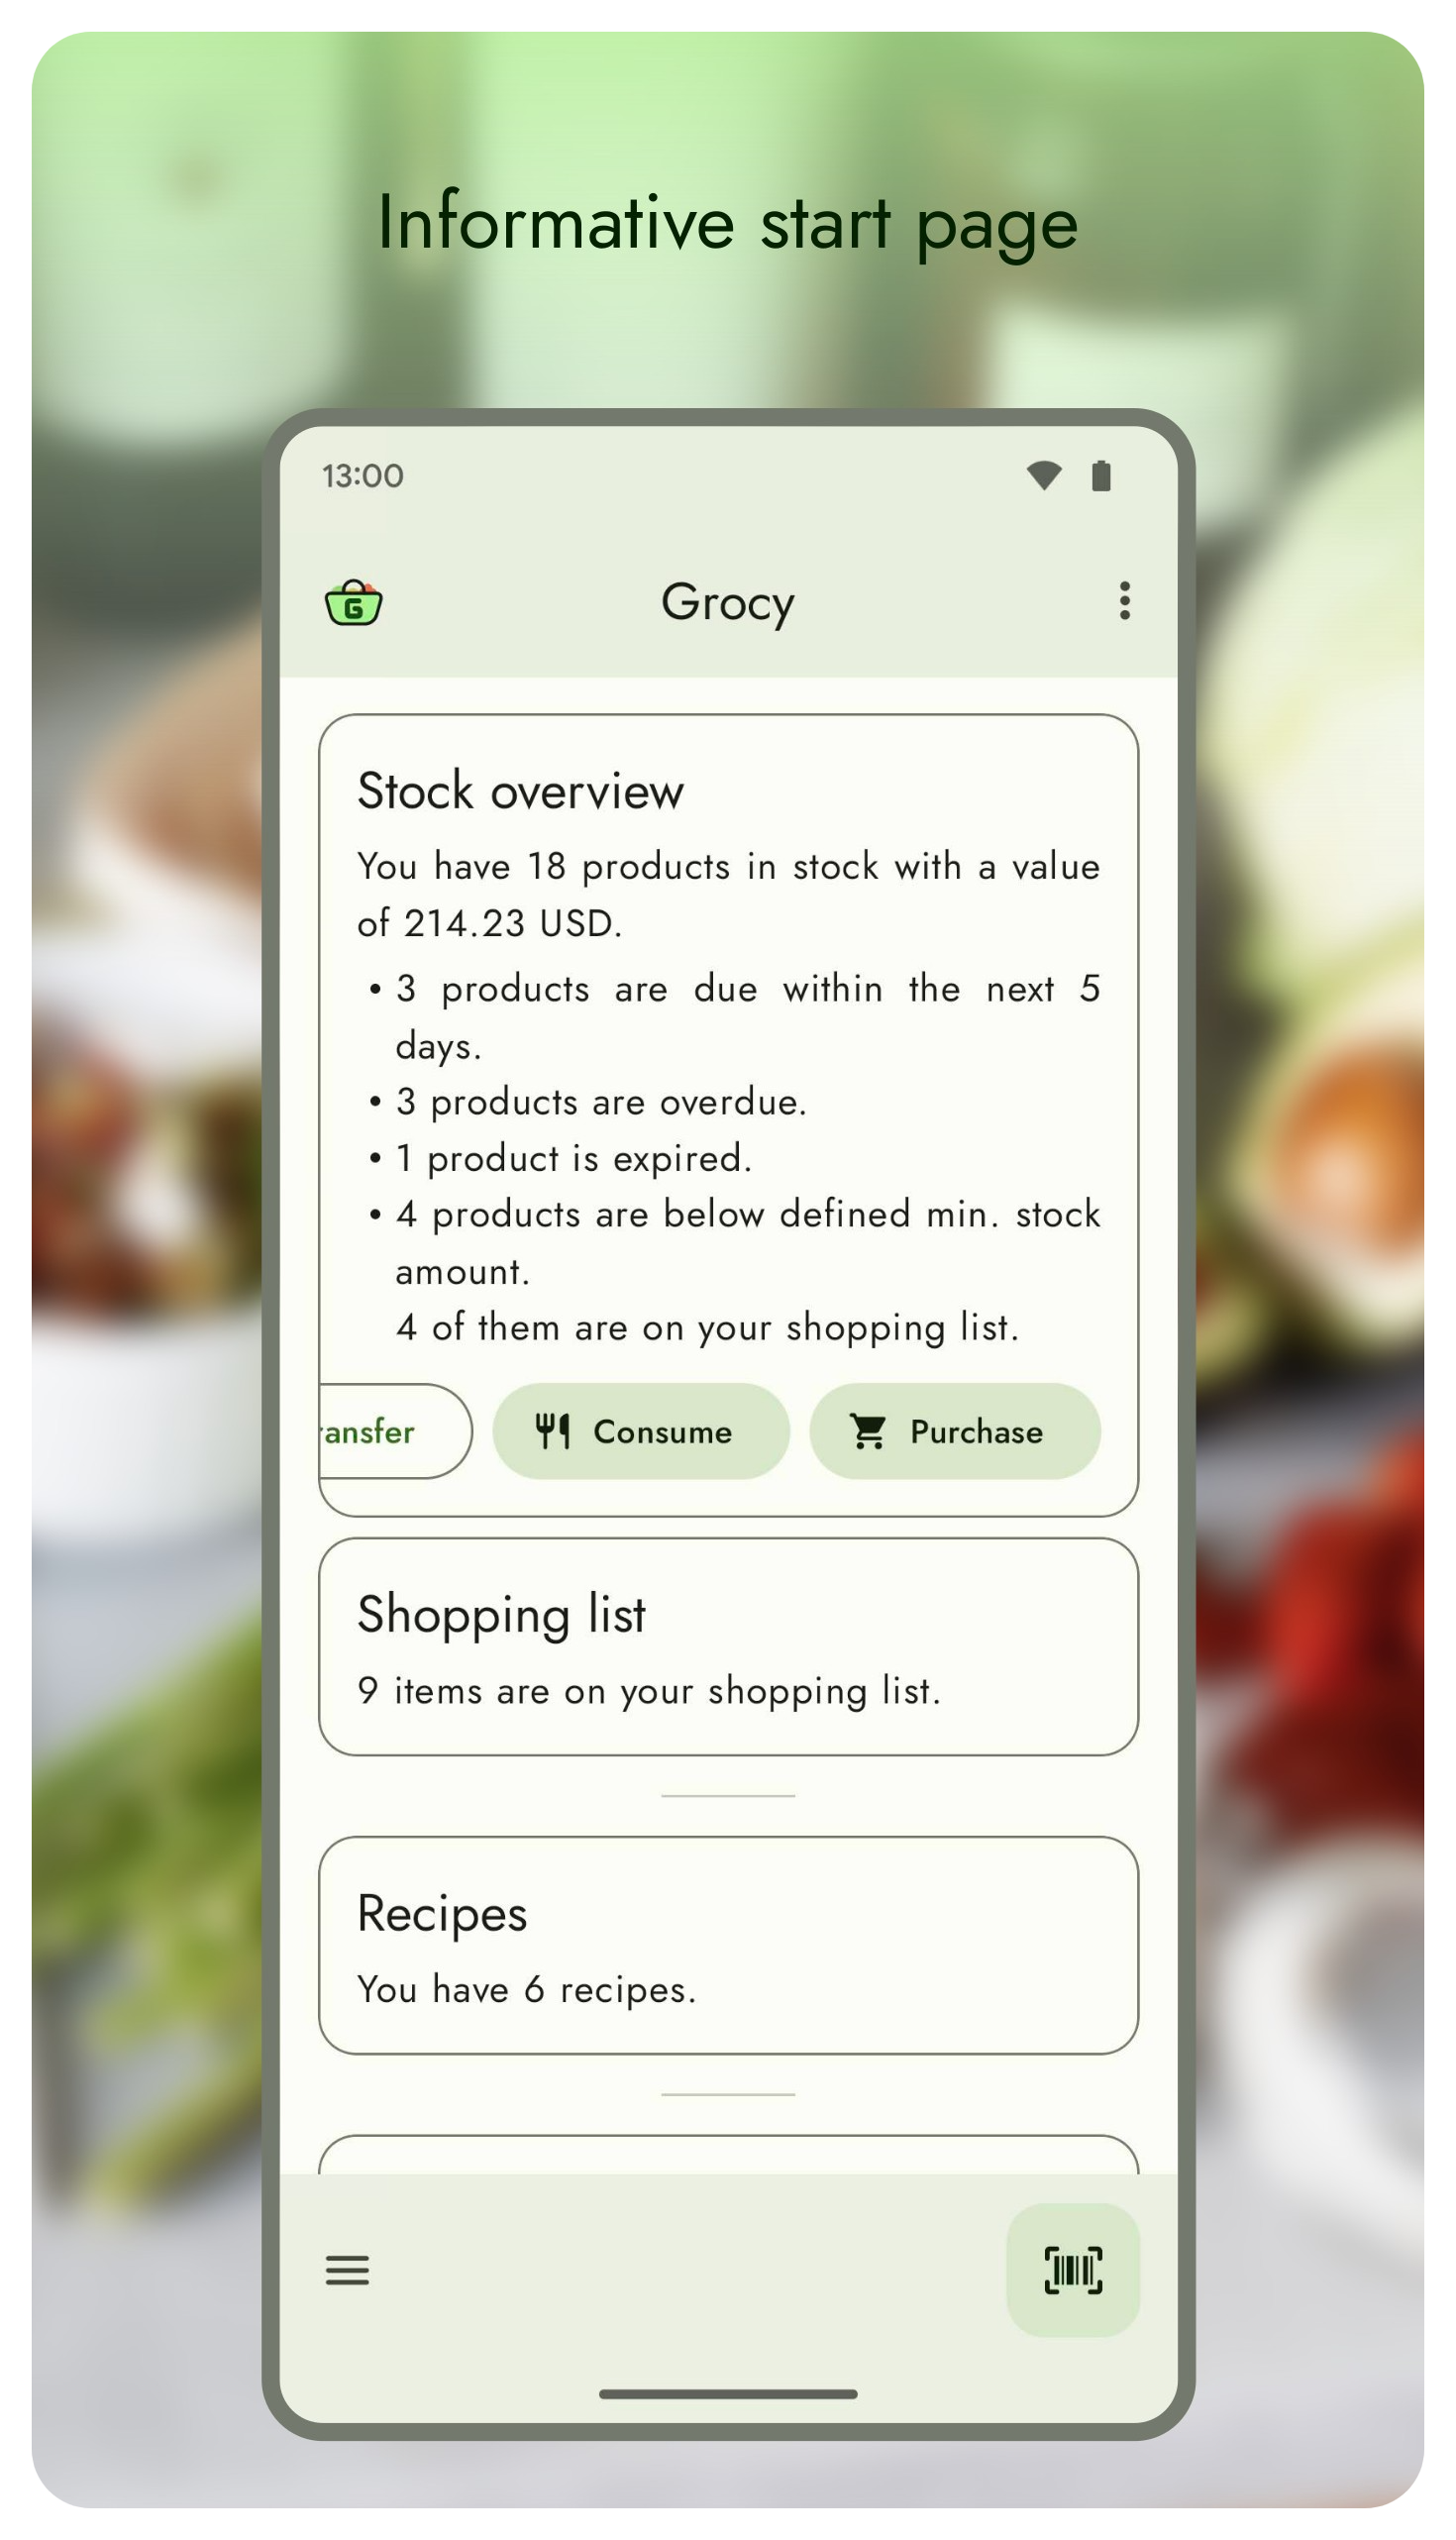 Informative start page
13:00
G
Grocy
Stock overview
You have 18 products in stock with a value
of 214.23 USD.
• 3 products are due within the next 5
days.
• 3 products are overdue.
• 1 product is expired.
• 4 products are below defined min. stock
amount.
4 of them are on your shopping list.
ransfer Consume Purchase
Shopping list
9 items are on your shopping list.
Recipes
You have 6 recipes.